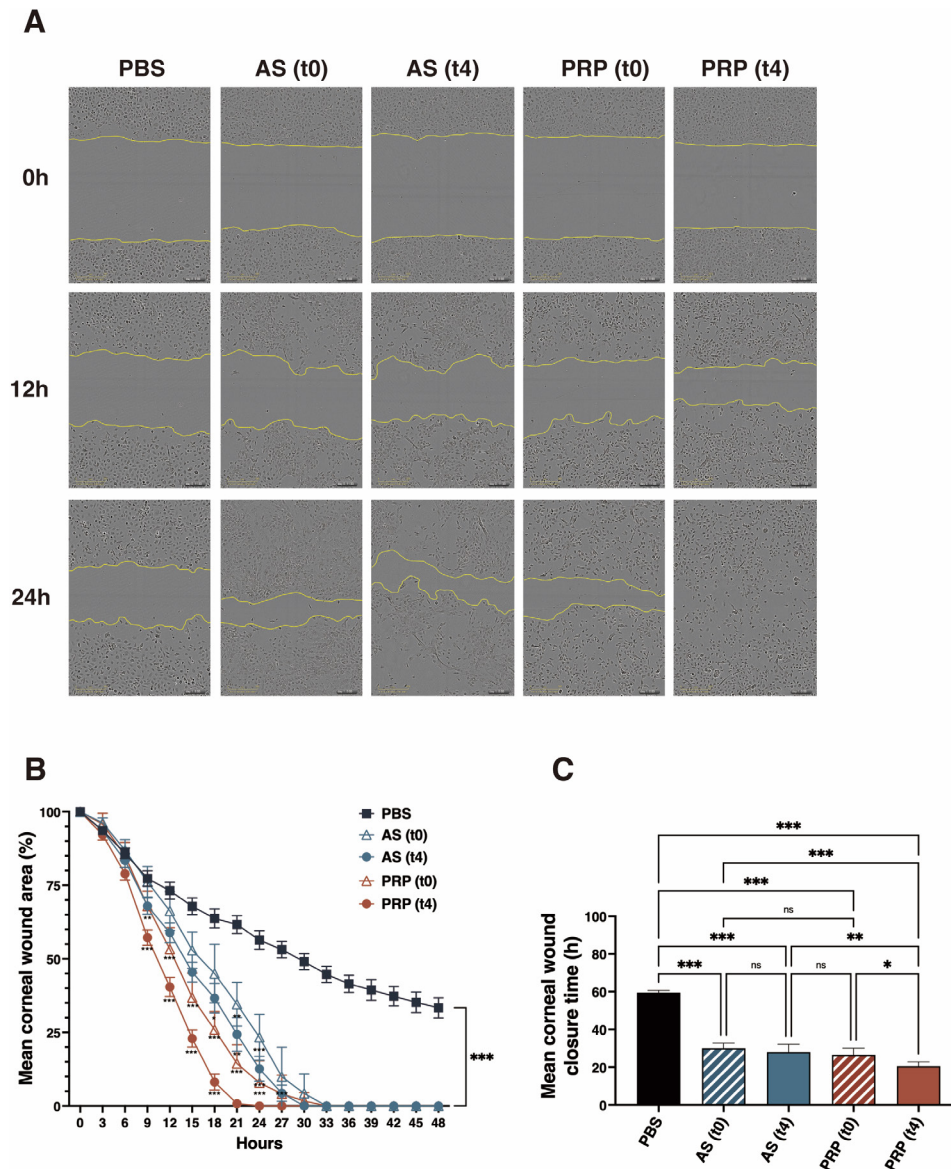 A
PBS AS (t0) AS (t4) PRP (t0) PRP (t4)
0h
12h
24h
B
Mean corneal wound area (%)
100
75
50
25
0
0 3 6 9 12 15 18 21 24 27 30 33 36 39 42 45 48
Hours
PBS
AS (t0)
AS (t4)
PRP (t0)
PRP (t4)
***
C
Mean corneal wound
closure time (h)
100
80
60
40
20
0
***
***
***
ns
*** **
*** ns ns *
PBS AS (t0) AS (t4) PRP (t0) PRP (t4)